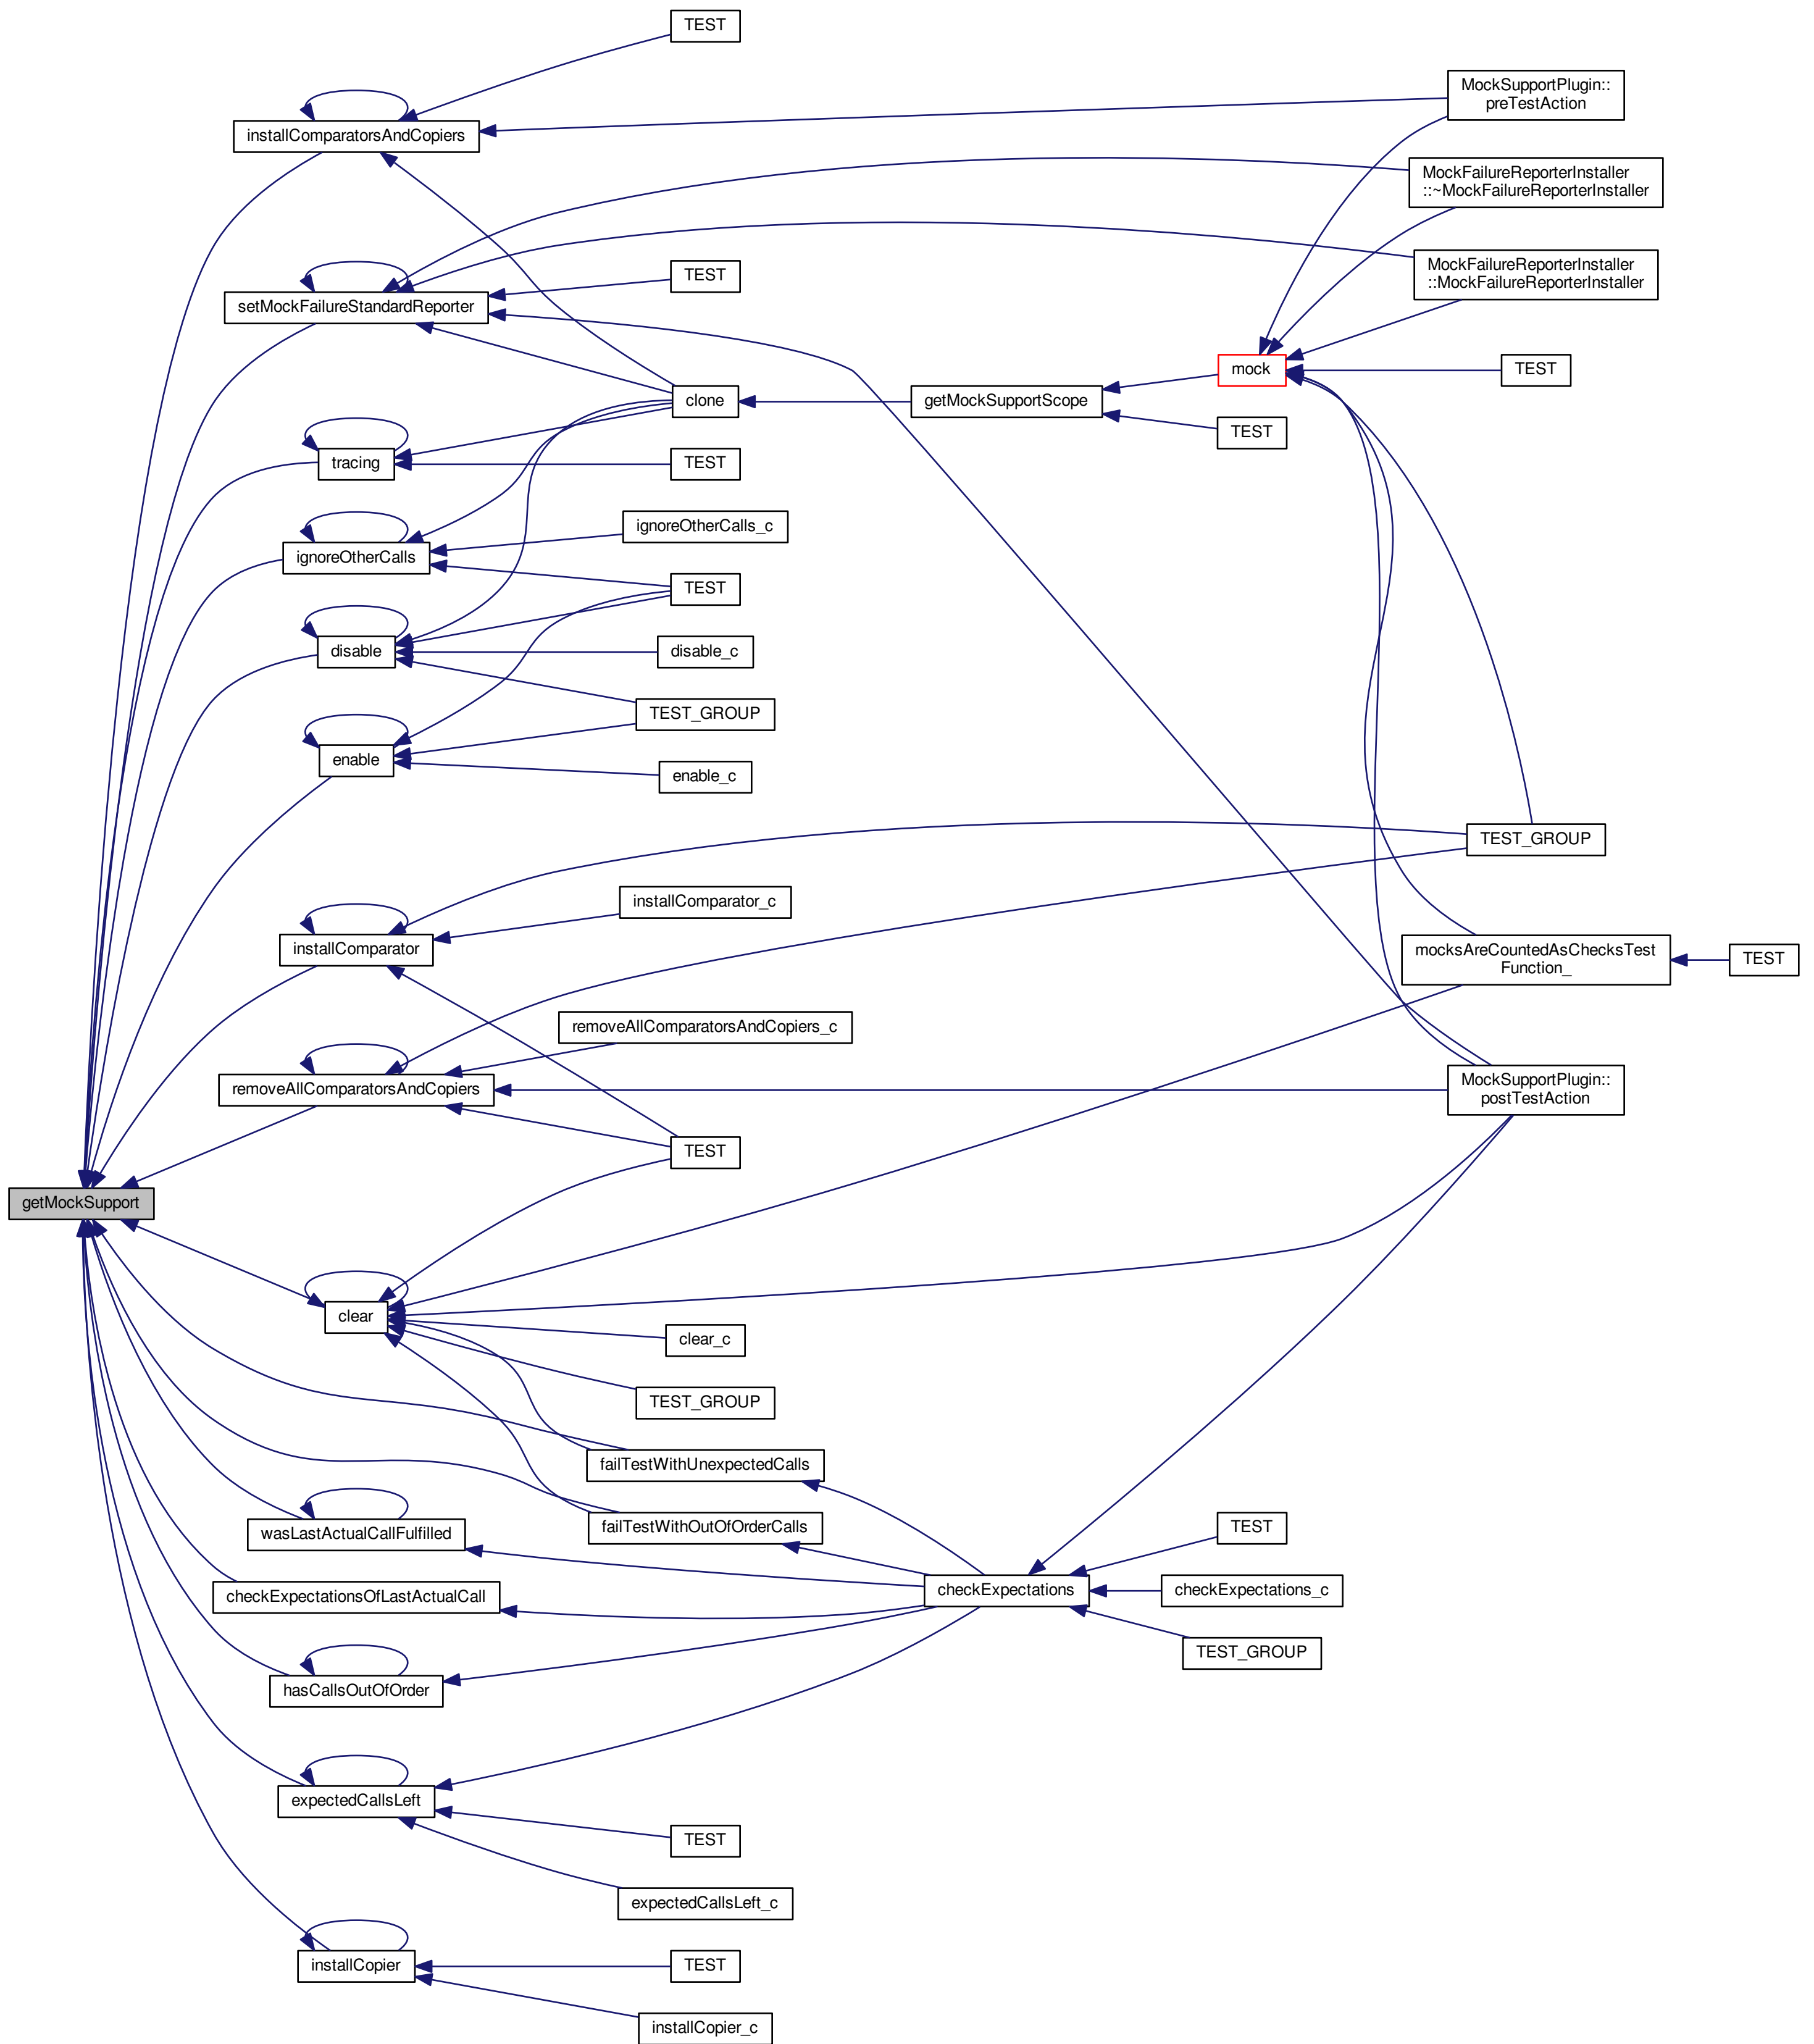 TEST
MockSupportPlugin::
preTestAction
installComparatorsAndCopiers
MockFailureReporterInstaller
::~MockFailureReporterInstaller
MockFailureReporterInstaller
::MockFailureReporterInstaller
TEST
setMockFailureStandardReporter
mock
TEST
clone
getMockSupportScope
TEST
tracing
TEST
ignoreOtherCalls_c
ignoreOtherCalls
TEST
disable
disable_c
TEST_GROUP
enable
enable_c
TEST_GROUP
installComparator_c
installComparator
mocksAreCountedAsChecksTest
Function_
TEST
removeAllComparatorsAndCopiers_c
removeAllComparatorsAndCopiers
MockSupportPlugin::
postTestAction
TEST
getMockSupport
clear
clear_c
TEST_GROUP
failTestWithUnexpectedCalls
wasLastActualCallFulfilled
failTestWithOutOfOrderCalls
TEST
checkExpectationsOfLastActualCall
checkExpectations
checkExpectations_c
TEST_GROUP
hasCallsOutOfOrder
expectedCallsLeft
TEST
expectedCallsLeft_c
installCopier
TEST
installCopier_c